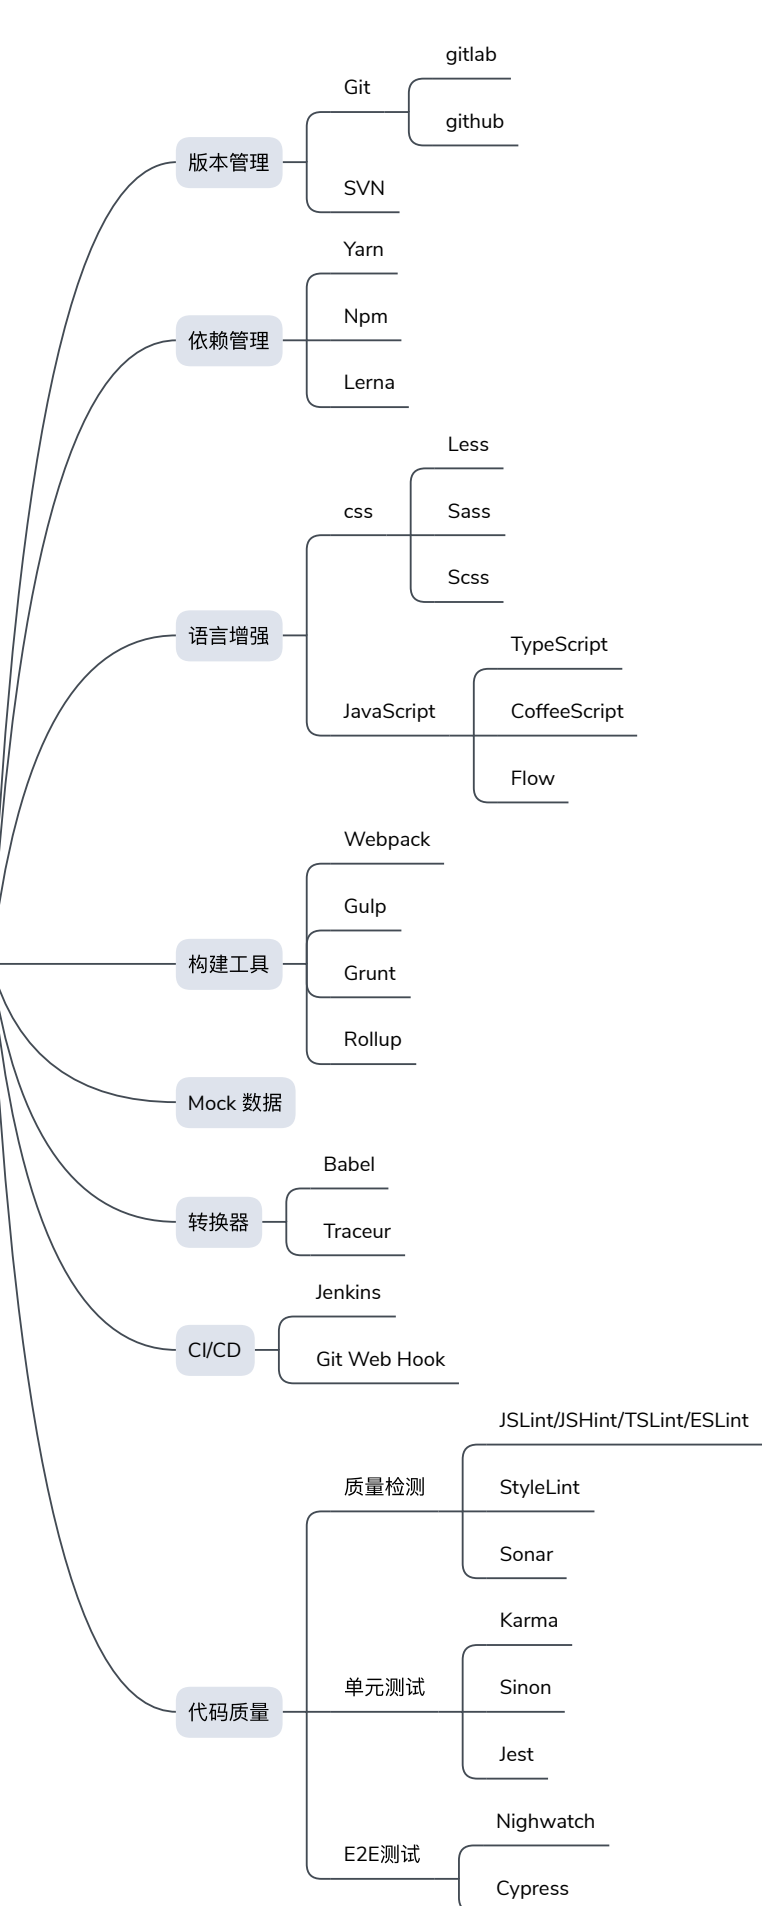 版本管理
Git
gitlab
github
SVN
依赖管理
Yarn
Npm
Lerna
语言增强
css
Less
Sass
Scss
JavaScript
TypeScript
CoffeeScript
Flow
构建工具
Webpack
Gulp
Grunt
Rollup
Mock 数据
转换器
Babel
Traceur
CI/CD
Jenkins
Git Web Hook
代码质量
质量检测
JSLint/JSHint/TSLint/ESLint
StyleLint
Sonar
单元测试
Karma
Sinon
Jest
E2E测试
Nighwatch
Cypress